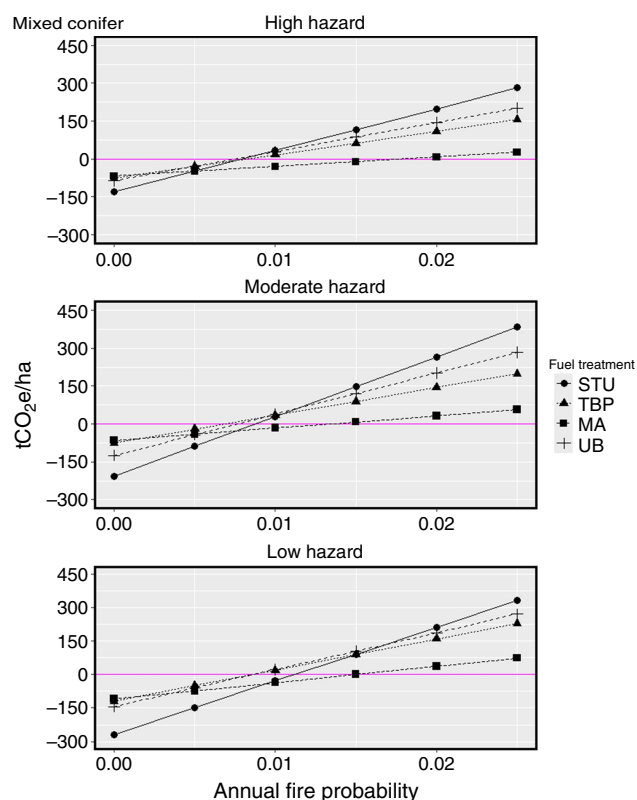 Mixed conifer
High hazard
450
300
150
0
−150
−300
0.00 0.01 0.02
Moderate hazard
450
300
150
0
−150
−300
0.00 0.01 0.02
Low hazard
450
300
150
0
−150
−300
0.00 0.01 0.02
Annual fire probability
tCO₂e/ha
Fuel treatment
STU
TBP
MA
UB